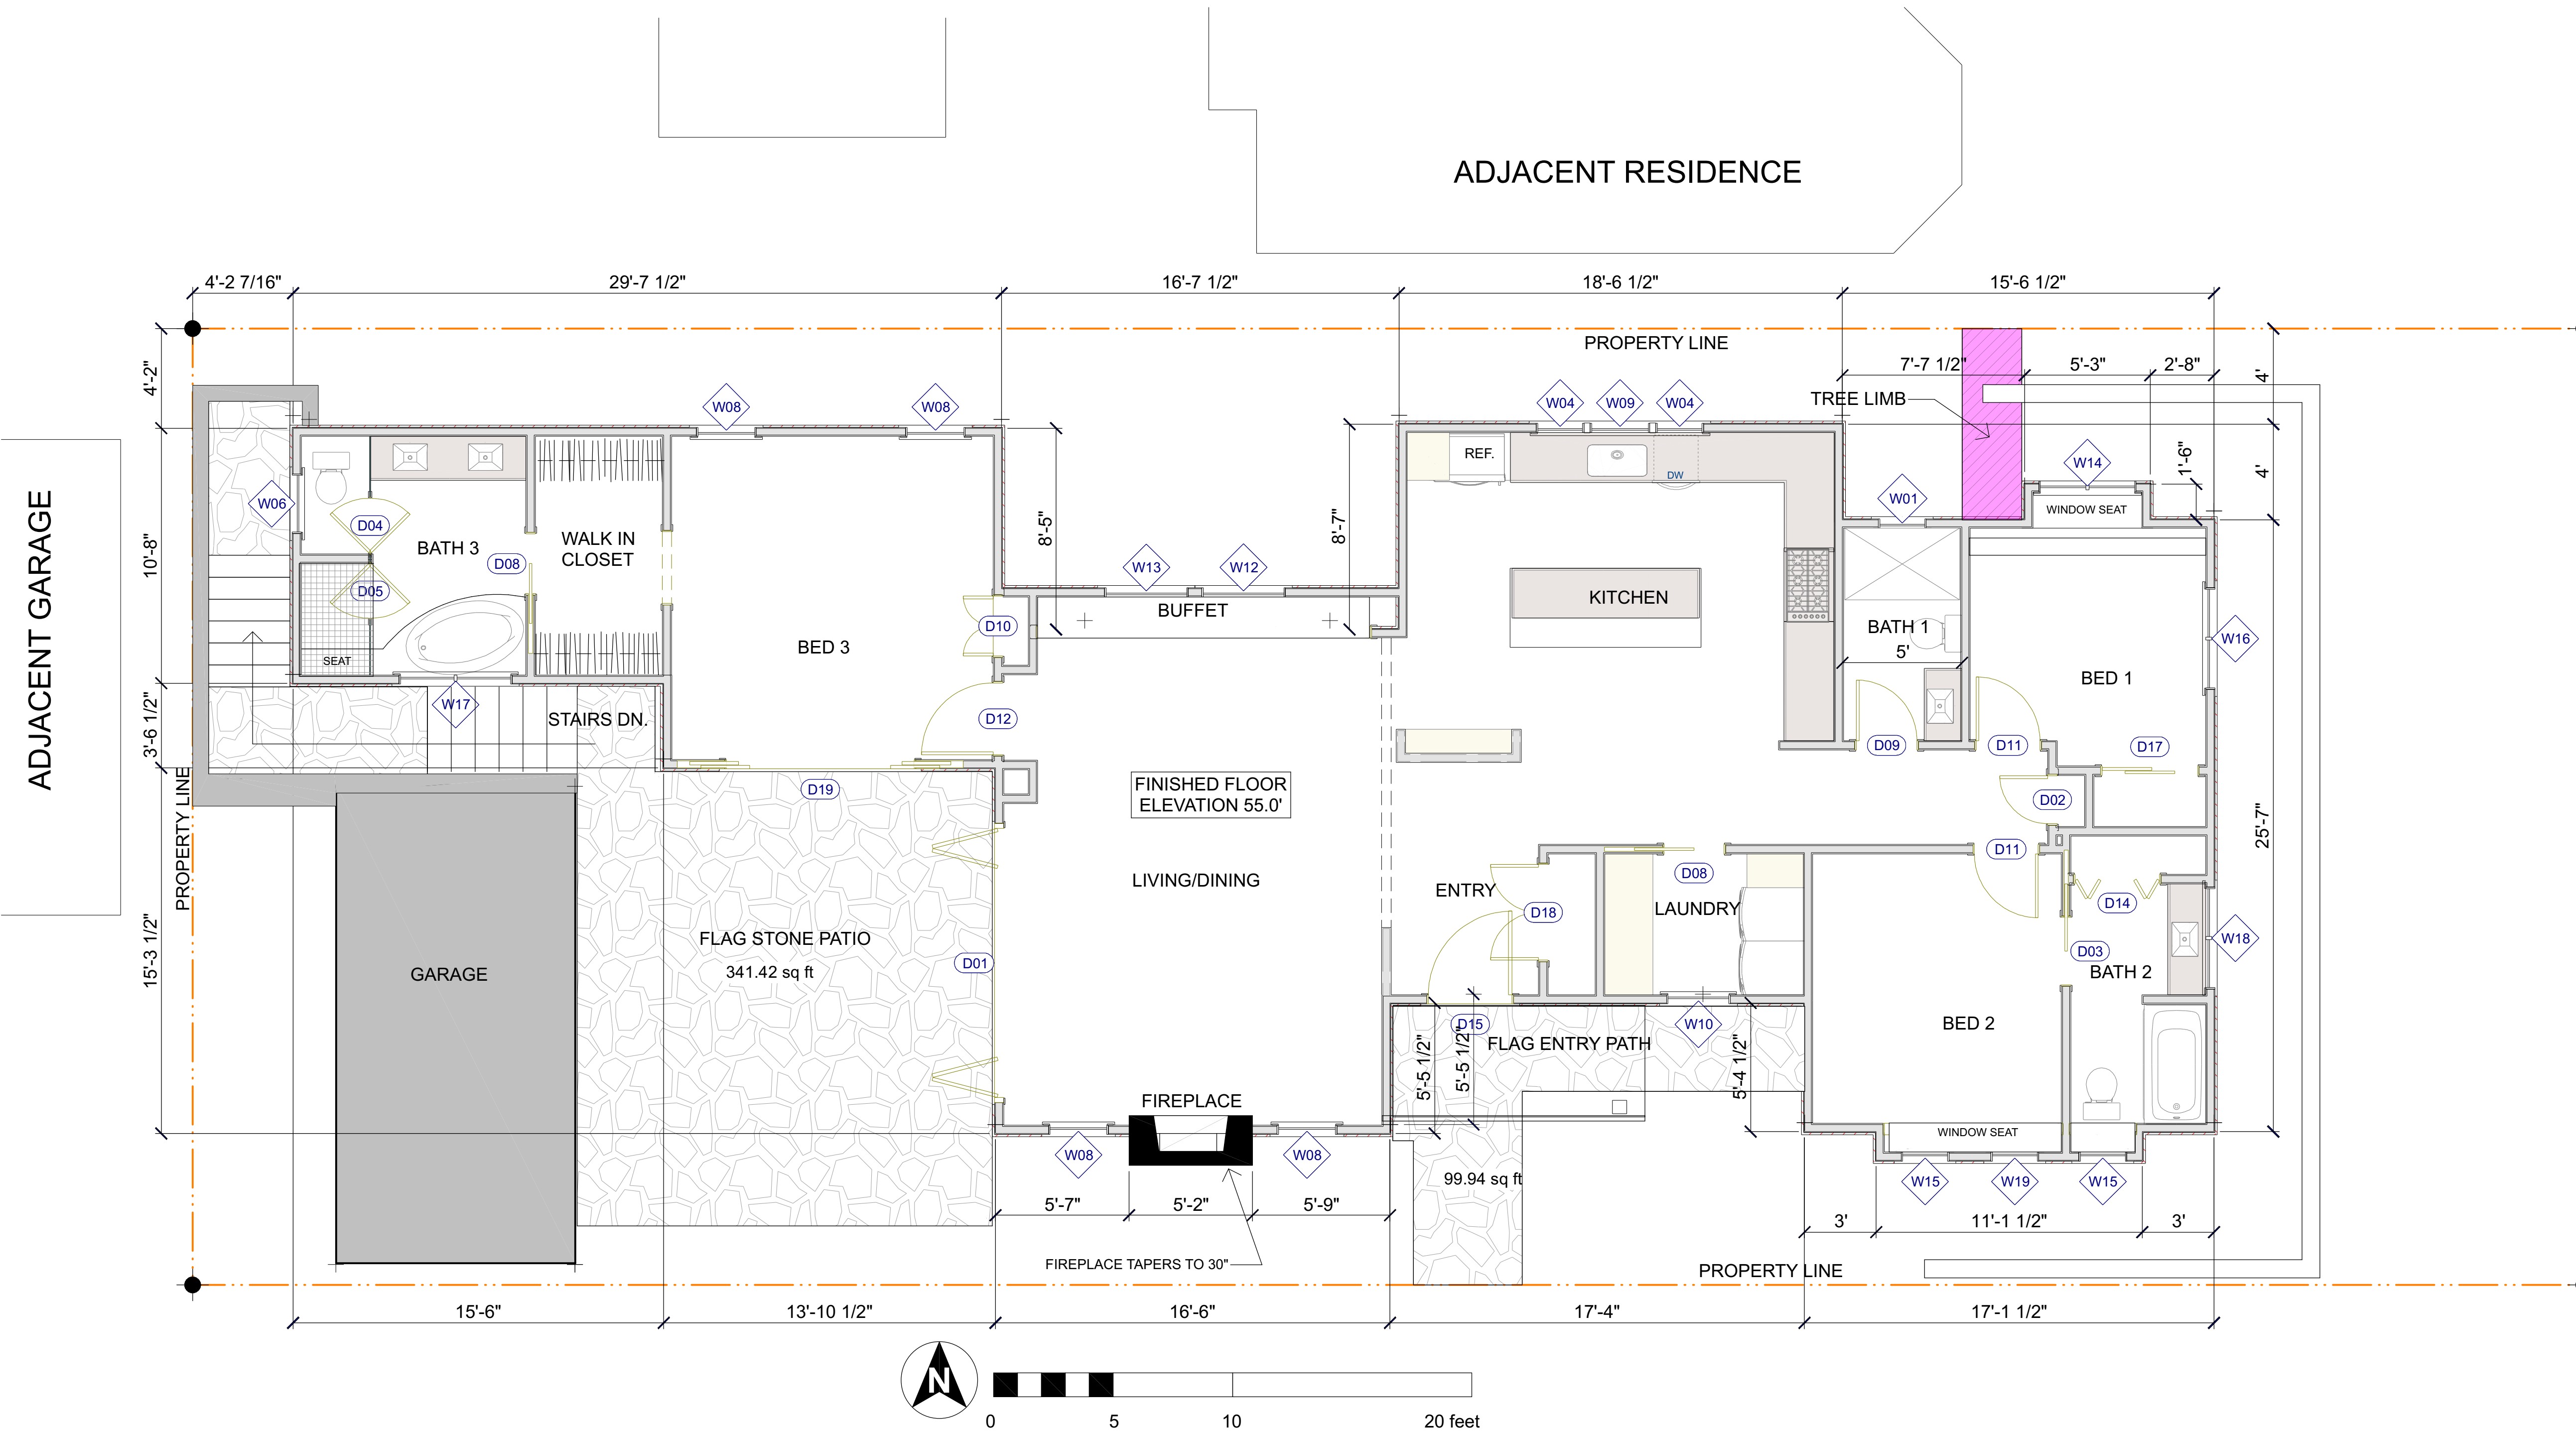 ADJACENT RESIDENCE
4'-2 7/16"
29'-7 1/2"
16'-7 1/2"
18'-6 1/2"
15'-6 1/2"
PROPERTY LINE
7'-7 1/2"
5'-3"
2'-8"
4'
4'-2"
TREE LIMB
W08
W08
W04
W09
W04
REF.
DW
W14
1'-6"
4'
W01
WINDOW SEAT
W06
D04
BATH 3
WALK IN
CLOSET
D08
D05
10'-8"
8'-5"
8'-7"
W13
W12
BUFFET
KITCHEN
D10
BATH 1
5'
W16
BED 3
SEAT
BED 1
ADJACENT GARAGE
W17
STAIRS DN.
D12
3'-6 1/2"
D09
D11
D17
D19
FINISHED FLOOR
ELEVATION 55.0'
D02
25'-7"
PROPERTY LINE
D11
LIVING/DINING
ENTRY
D08
D18
LAUNDRY
D14
FLAG STONE PATIO
341.42 sq ft
D01
15'-3 1/2"
GARAGE
W18
D03
BATH 2
D15
W10
BED 2
FLAG ENTRY PATH
5'-5 1/2"
5'-5 1/2"
5'-4 1/2"
FIREPLACE
WINDOW SEAT
W08
W08
99.94 sq ft
W15
W19
W15
5'-7"
5'-2"
5'-9"
3'
11'-1 1/2"
3'
FIREPLACE TAPERS TO 30"
PROPERTY LINE
15'-6"
13'-10 1/2"
16'-6"
17'-4"
17'-1 1/2"
N
0
5
10
20 feet